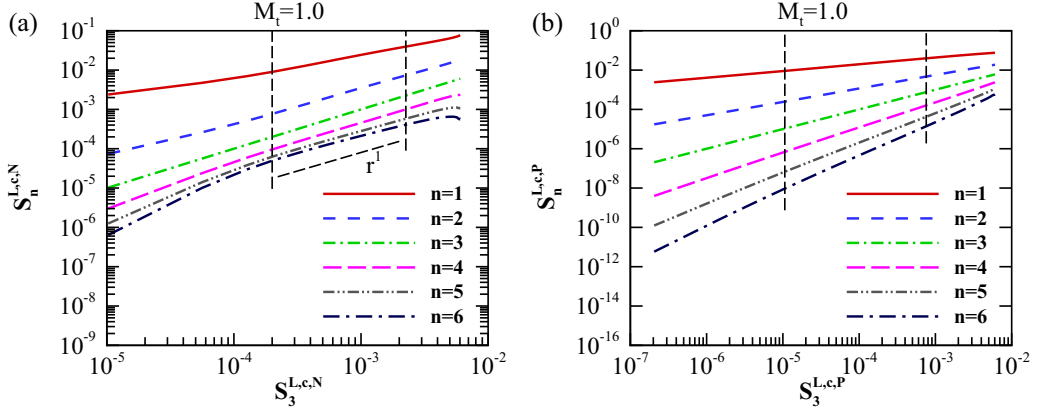 (a) M_t=1.0
10^-1
10^-2
10^-3
10^-4
10^-5
10^-6
10^-7
10^-8
10^-9
S_n^L,c,N
r^1
n=1
n=2
n=3
n=4
n=5
n=6
10^-5 10^-4 10^-3 10^-2
S_3^L,c,N
(b) M_t=1.0
10^0
10^-2
10^-4
10^-6
10^-8
10^-10
10^-12
10^-14
10^-16
S_n^L,c,P
n=1
n=2
n=3
n=4
n=5
n=6
10^-7 10^-6 10^-5 10^-4 10^-3 10^-2
S_3^L,c,P